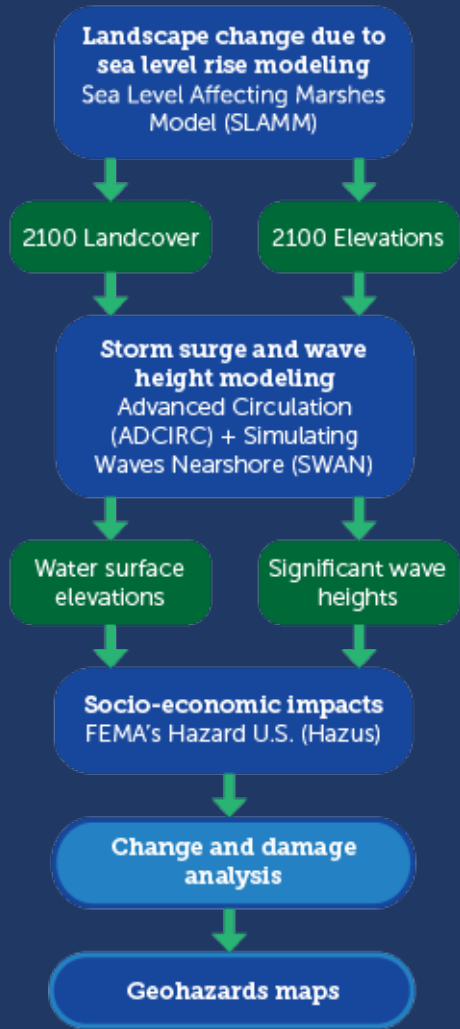 Landscape change due to
sea level rise modeling
Sea Level Affecting Marshes
Model (SLAMM)
2100 Landcover
2100 Elevations
Storm surge and wave
height modeling
Advanced Circulation
(ADCIRC) + Simulating
Waves Nearshore (SWAN)
Water surface
elevations
Significant wave
heights
Socio-economic impacts
FEMA's Hazard U.S. (Hazus)
Change and damage
analysis
Geohazards maps